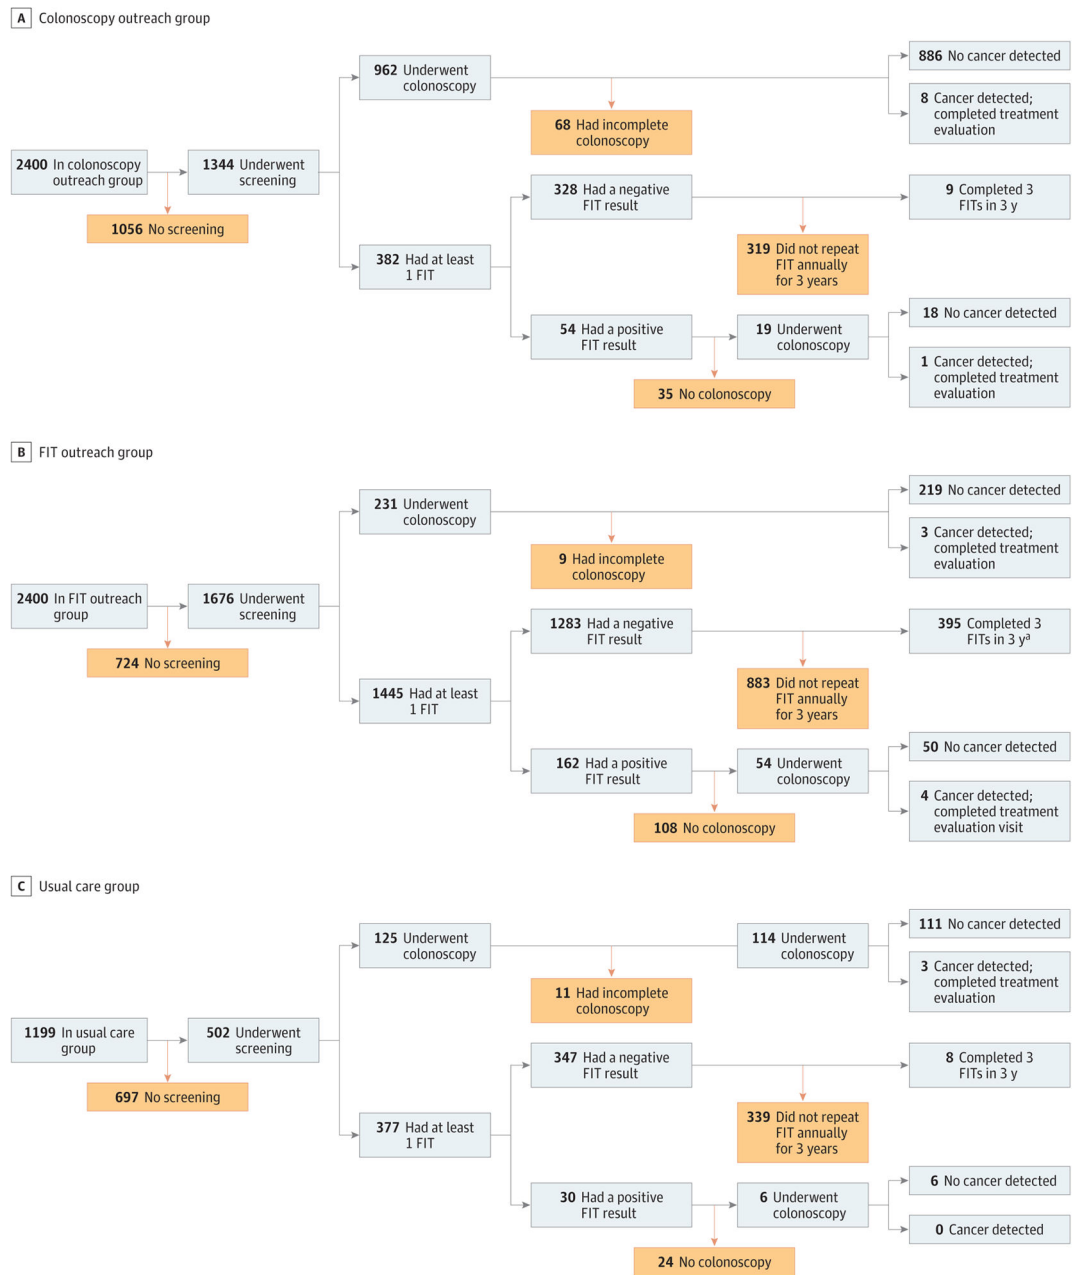 A Colonoscopy outreach group
962 Underwent
colonoscopy
886 No cancer detected
8 Cancer detected;
completed treatment
evaluation
68 Had incomplete
colonoscopy
2400 In colonoscopy
outreach group
1344 Underwent
screening
1056 No screening
328 Had a negative
FIT result
9 Completed 3
FITs in 3 y
382 Had at least
1 FIT
319 Did not repeat
FIT annually
for 3 years
54 Had a positive
FIT result
19 Underwent
colonoscopy
18 No cancer detected
1 Cancer detected;
completed treatment
evaluation
35 No colonoscopy
B FIT outreach group
231 Underwent
colonoscopy
219 No cancer detected
3 Cancer detected;
completed treatment
evaluation
9 Had incomplete
colonoscopy
2400 In FIT outreach
group
1676 Underwent
screening
724 No screening
1283 Had a negative
FIT result
395 Completed 3
FITs in 3 yᵃ
1445 Had at least
1 FIT
883 Did not repeat
FIT annually
for 3 years
162 Had a positive
FIT result
54 Underwent
colonoscopy
50 No cancer detected
4 Cancer detected;
completed treatment
evaluation visit
108 No colonoscopy
C Usual care group
125 Underwent
colonoscopy
114 Underwent
colonoscopy
111 No cancer detected
3 Cancer detected;
completed treatment
evaluation
11 Had incomplete
colonoscopy
1199 In usual care
group
502 Underwent
screening
697 No screening
347 Had a negative
FIT result
8 Completed 3
FITs in 3 y
377 Had at least
1 FIT
339 Did not repeat
FIT annually
for 3 years
30 Had a positive
FIT result
6 Underwent
colonoscopy
6 No cancer detected
0 Cancer detected
24 No colonoscopy